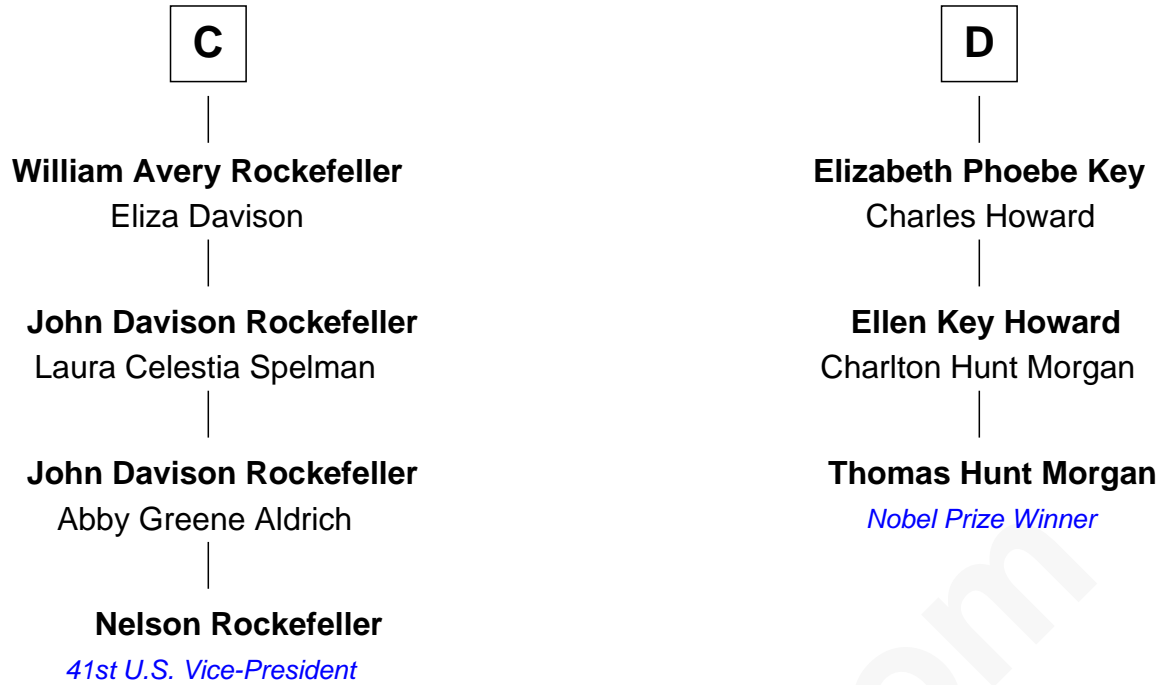 C
William Avery Rockefeller
Eliza Davison
John Davison Rockefeller
Laura Celestia Spelman
John Davison Rockefeller
Abby Greene Aldrich
Nelson Rockefeller
41st U.S. Vice-President
D
Elizabeth Phoebe Key
Charles Howard
Ellen Key Howard
Charlton Hunt Morgan
Thomas Hunt Morgan
Nobel Prize Winner
om